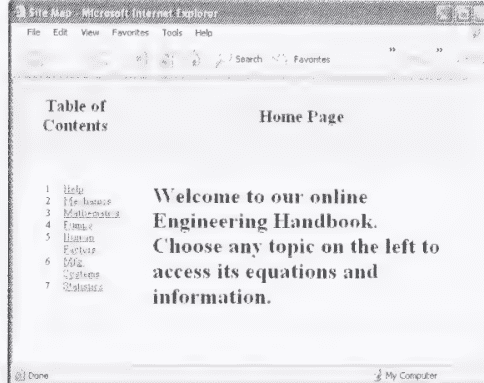 Site Map - Microsoft Internet Explorer
File Edit View Favorites Tools Help
Search Favorites
Table of
Contents
Home Page
1 Help
2 Mechanics
3 Mathematics
4
5 Human
Factors
6 Mfg.
Systems
7 Statistics
Welcome to our online
Engineering Handbook.
Choose any topic on the left to
access its equations and
information.
Done
My Computer